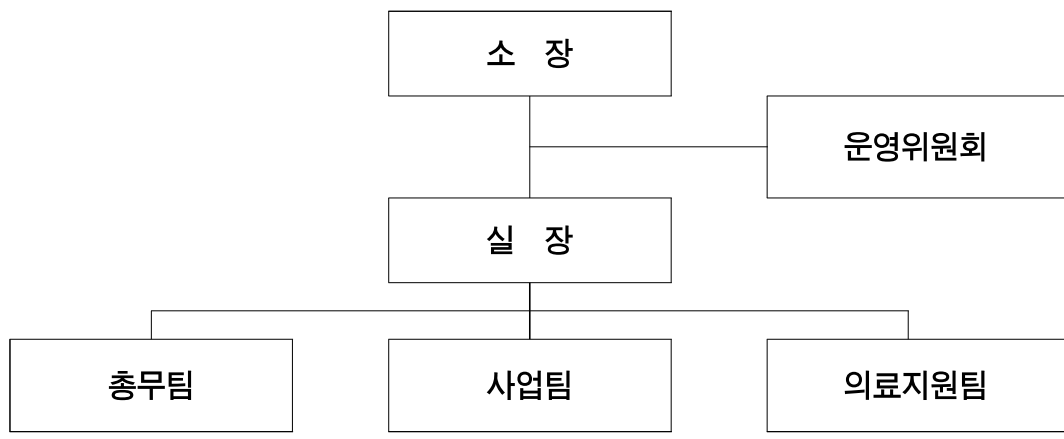 소 장
운영위원회
실 장
총무팀
사업팀
의료지원팀